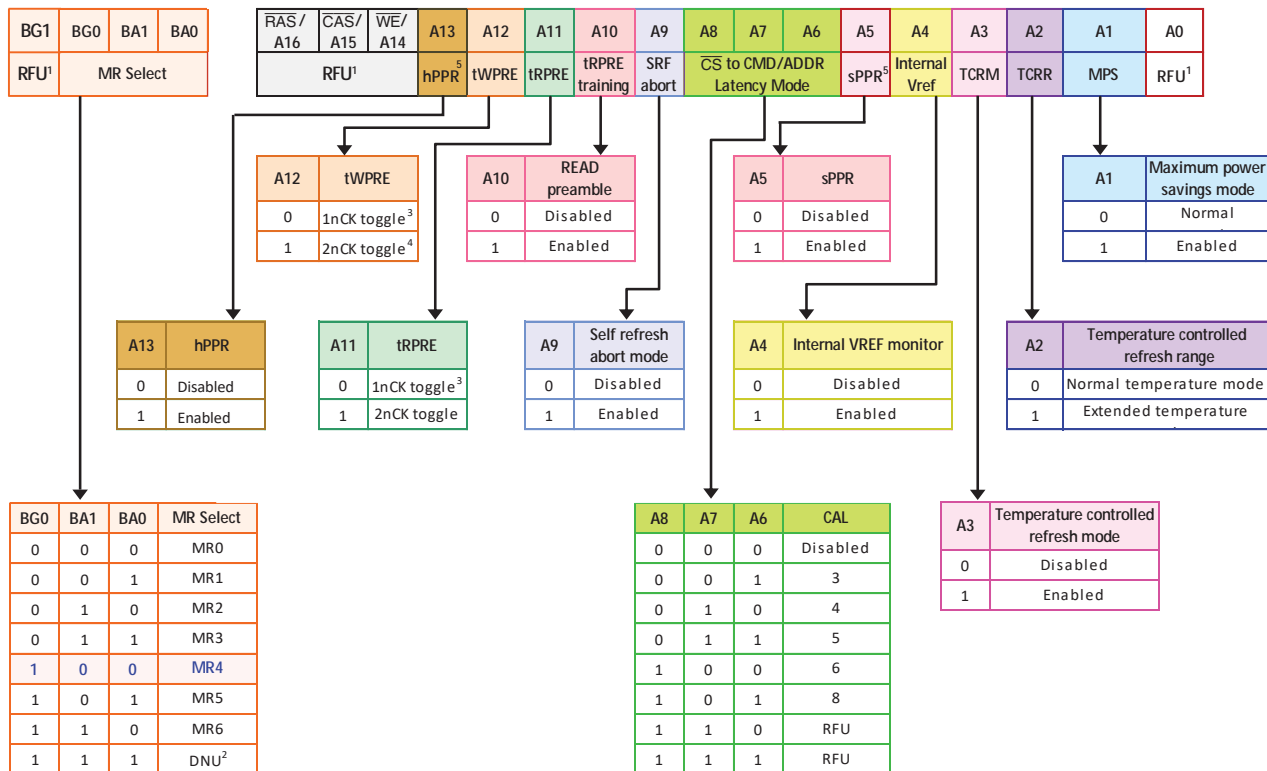 BG1 BG0 BA1 BA0 RAS/ A16 CAS/ A15 WE/ A14 A13 A12 A11 A10 A9 A8 A7 A6 A5 A4 A3 A2 A1 A0
RFU¹ MR Select RFU¹ hPPR⁵ tWPRE tRPRE tRPRE training SRF abort CS to CMD/ADDR Latency Mode sPPR⁵ Internal Vref TCRM TCRR MPS RFU¹
A12 tWPRE
0 1nCK toggle³
1 2nCK toggle⁴
A10 READ preamble
0 Disabled
1 Enabled
A5 sPPR
0 Disabled
1 Enabled
A1 Maximum power savings mode
0 Normal
1 Enabled
A13 hPPR
0 Disabled
1 Enabled
A11 tRPRE
0 1nCK toggle³
1 2nCK toggle
A9 Self refresh abort mode
0 Disabled
1 Enabled
A4 Internal VREF monitor
0 Disabled
1 Enabled
A2 Temperature controlled refresh range
0 Normal temperature mode
1 Extended temperature
BG0 BA1 BA0 MR Select
0 0 0 MR0
0 0 1 MR1
0 1 0 MR2
0 1 1 MR3
1 0 0 MR4
1 0 1 MR5
1 1 0 MR6
1 1 1 DNU²
A8 A7 A6 CAL
0 0 0 Disabled
0 0 1 3
0 1 0 4
0 1 1 5
1 0 0 6
1 0 1 8
1 1 0 RFU
1 1 1 RFU
A3 Temperature controlled refresh mode
0 Disabled
1 Enabled